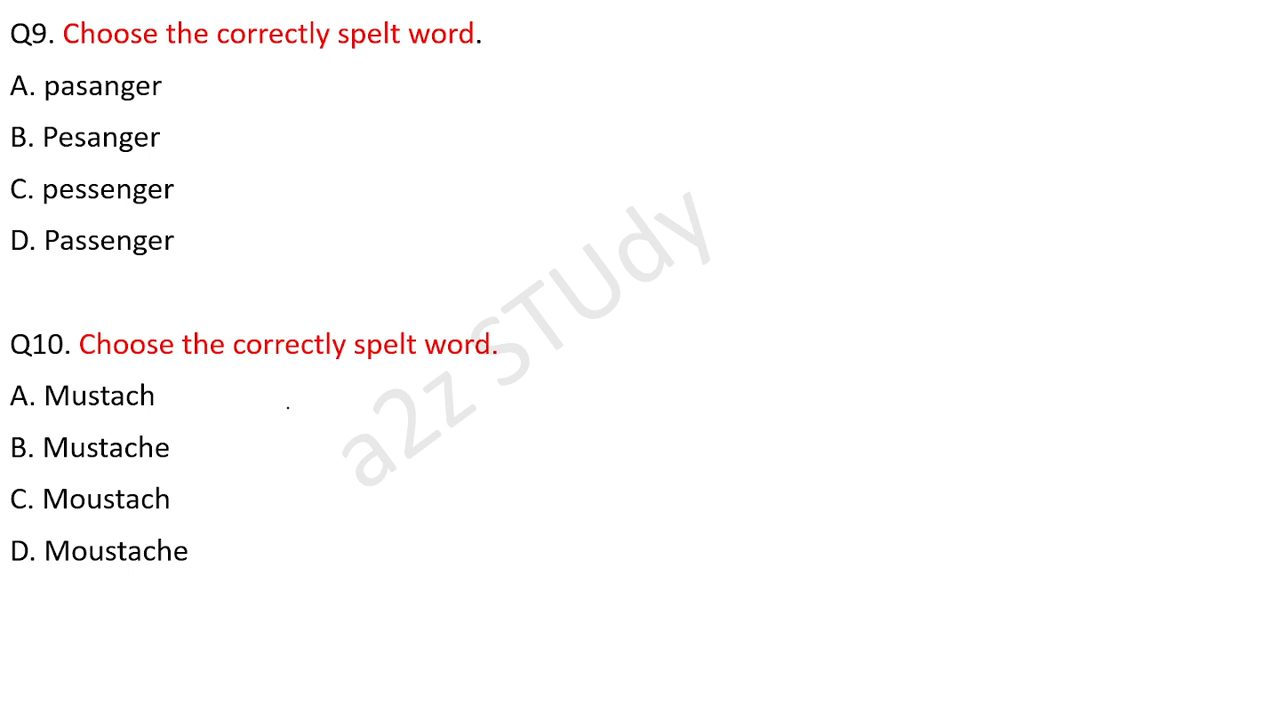 Q9. Choose the correctly spelt word.
A. pasanger
B. Pesanger
C. pessenger
D. Passenger
Q10. Choose the correctly spelt word.
A. Mustach
B. Mustache
C. Moustach
D. Moustache
a2z STUdy